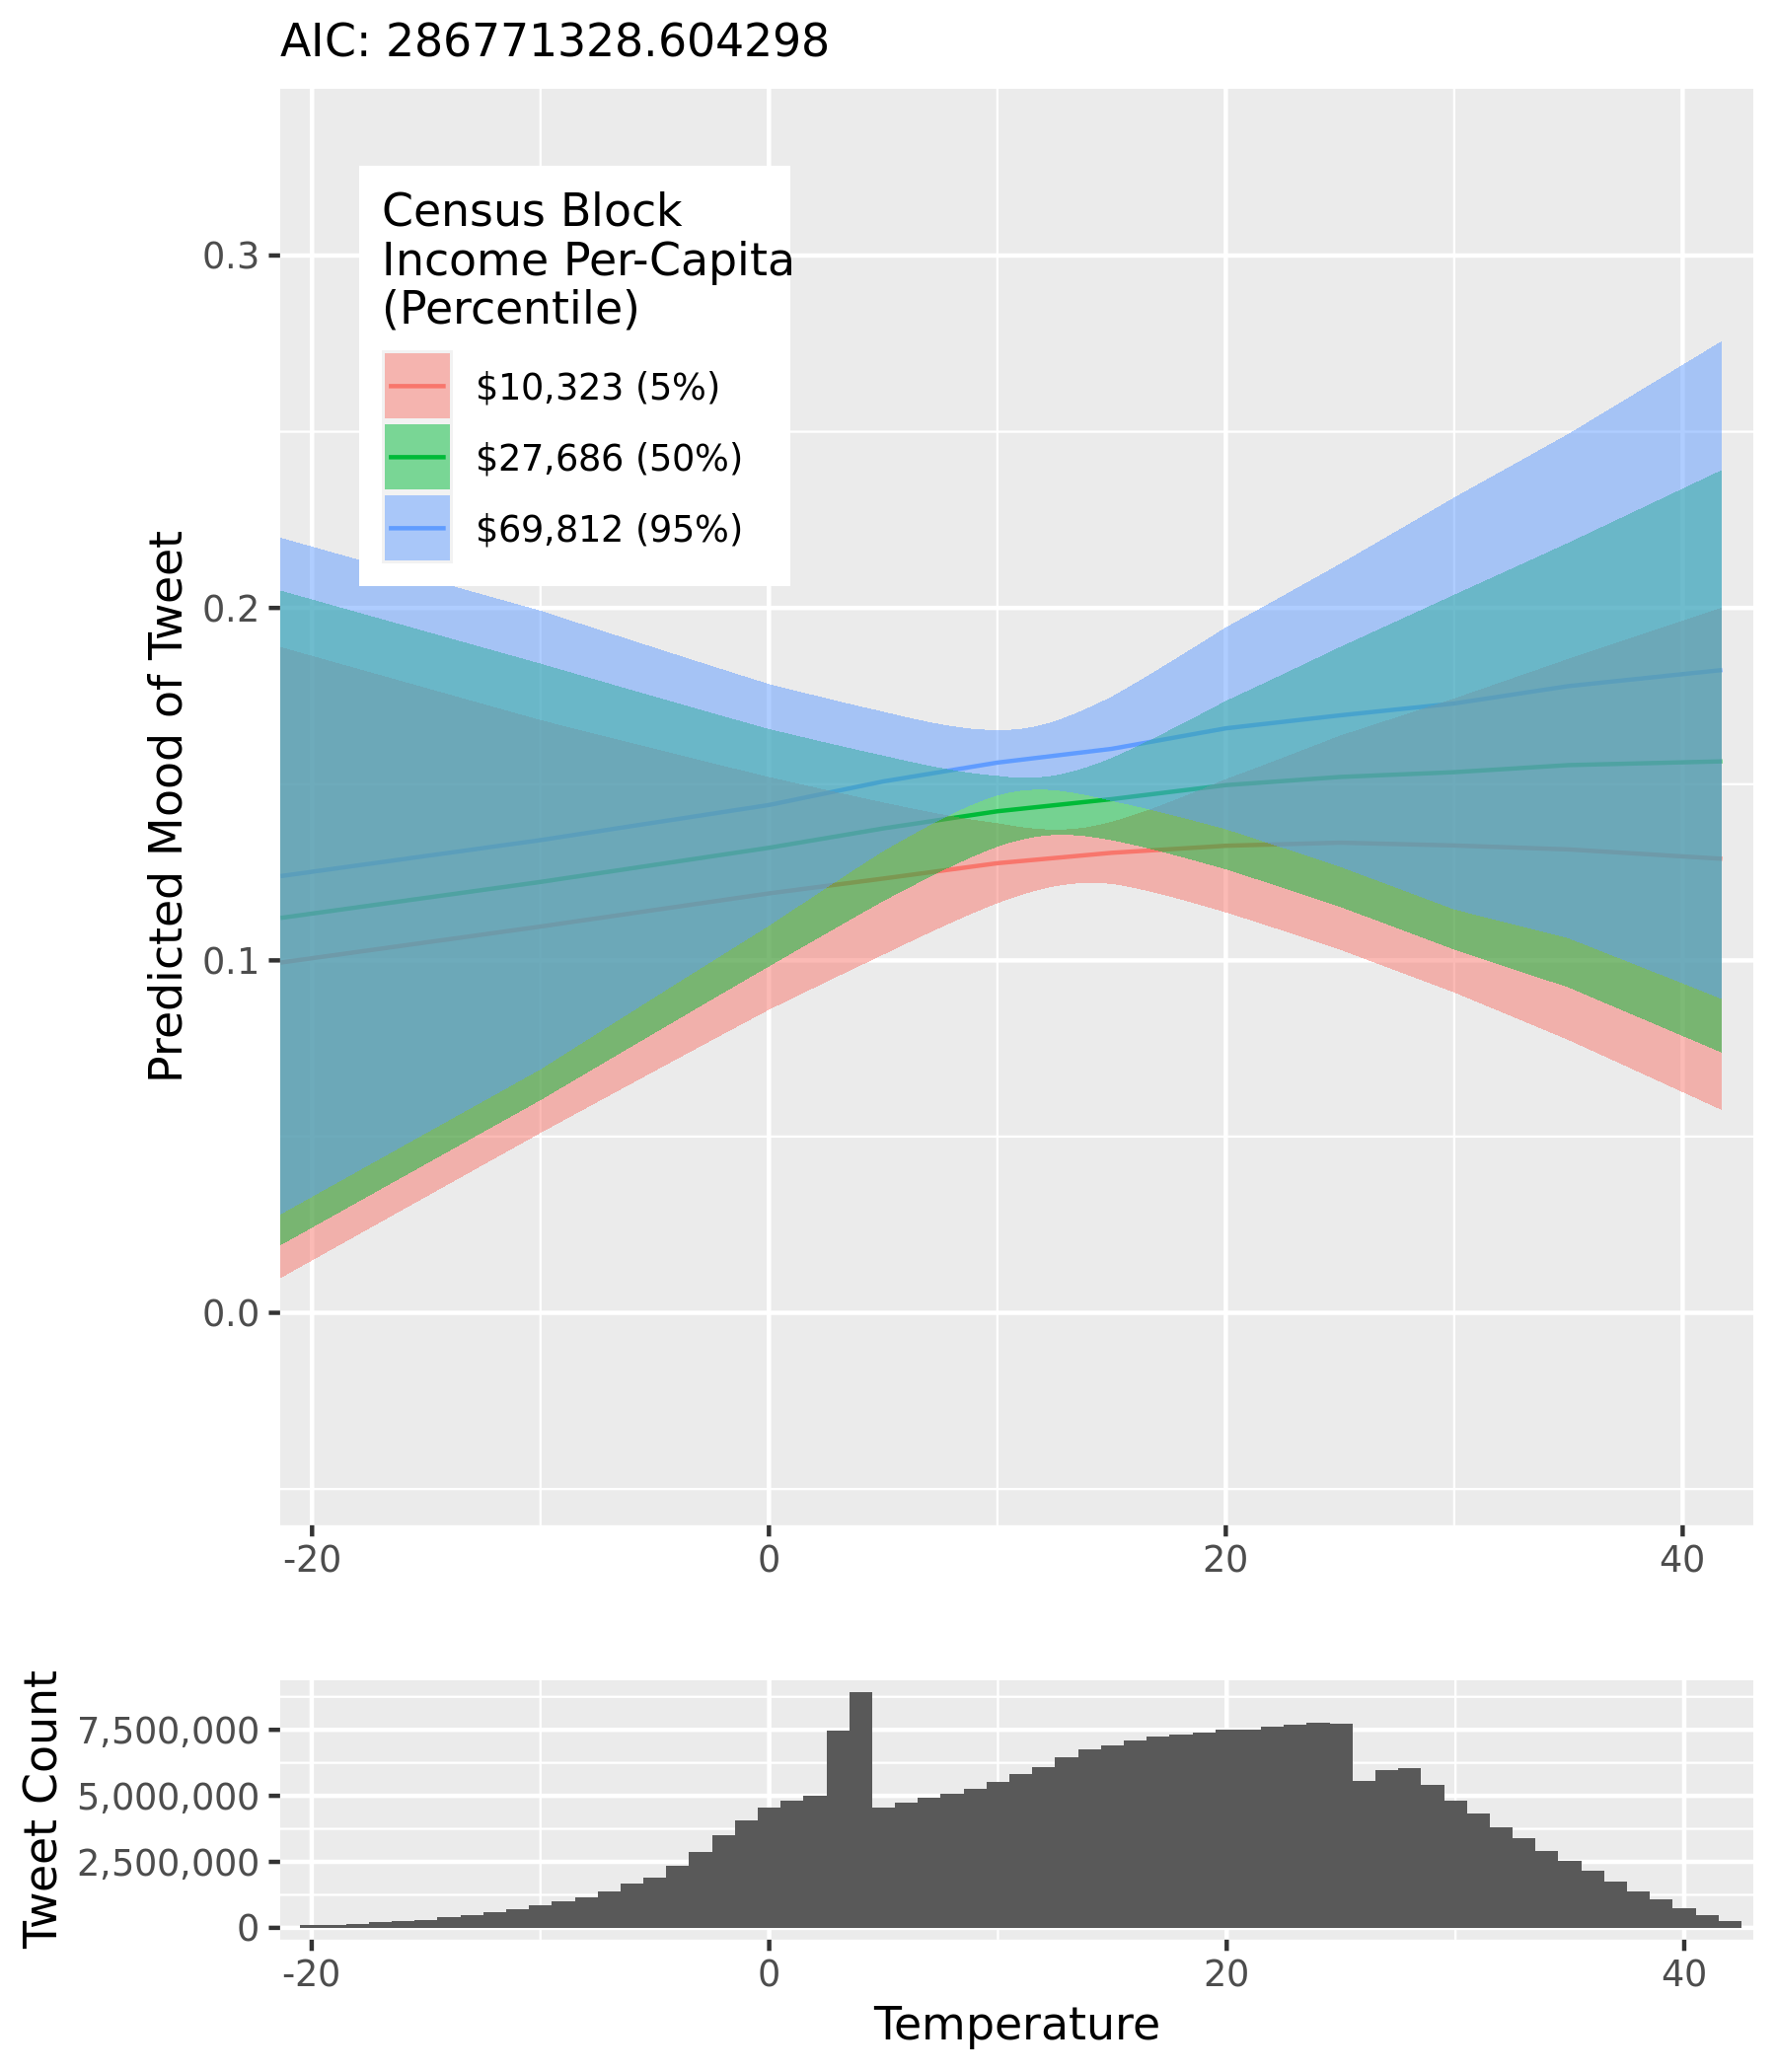 AIC: 286771328.604298
Census Block
Income Per-Capita
(Percentile)
$10,323 (5%)
$27,686 (50%)
$69,812 (95%)
Predicted Mood of Tweet
0.3
0.2
0.1
0.0
-20 0 20 40
Tweet Count
7,500,000
5,000,000
2,500,000
0
-20 0 20 40
Temperature